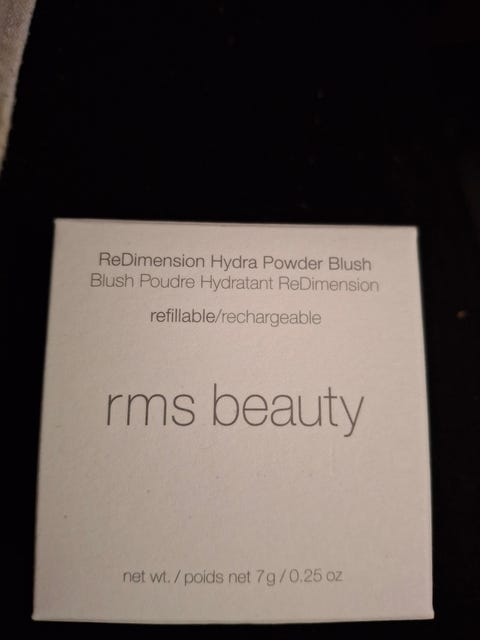 ReDimension Hydra Powder Blush
Blush Poudre Hydratant ReDimension
refillable/rechargeable
rms beauty
net wt. / poids net 7g / 0.25 oz